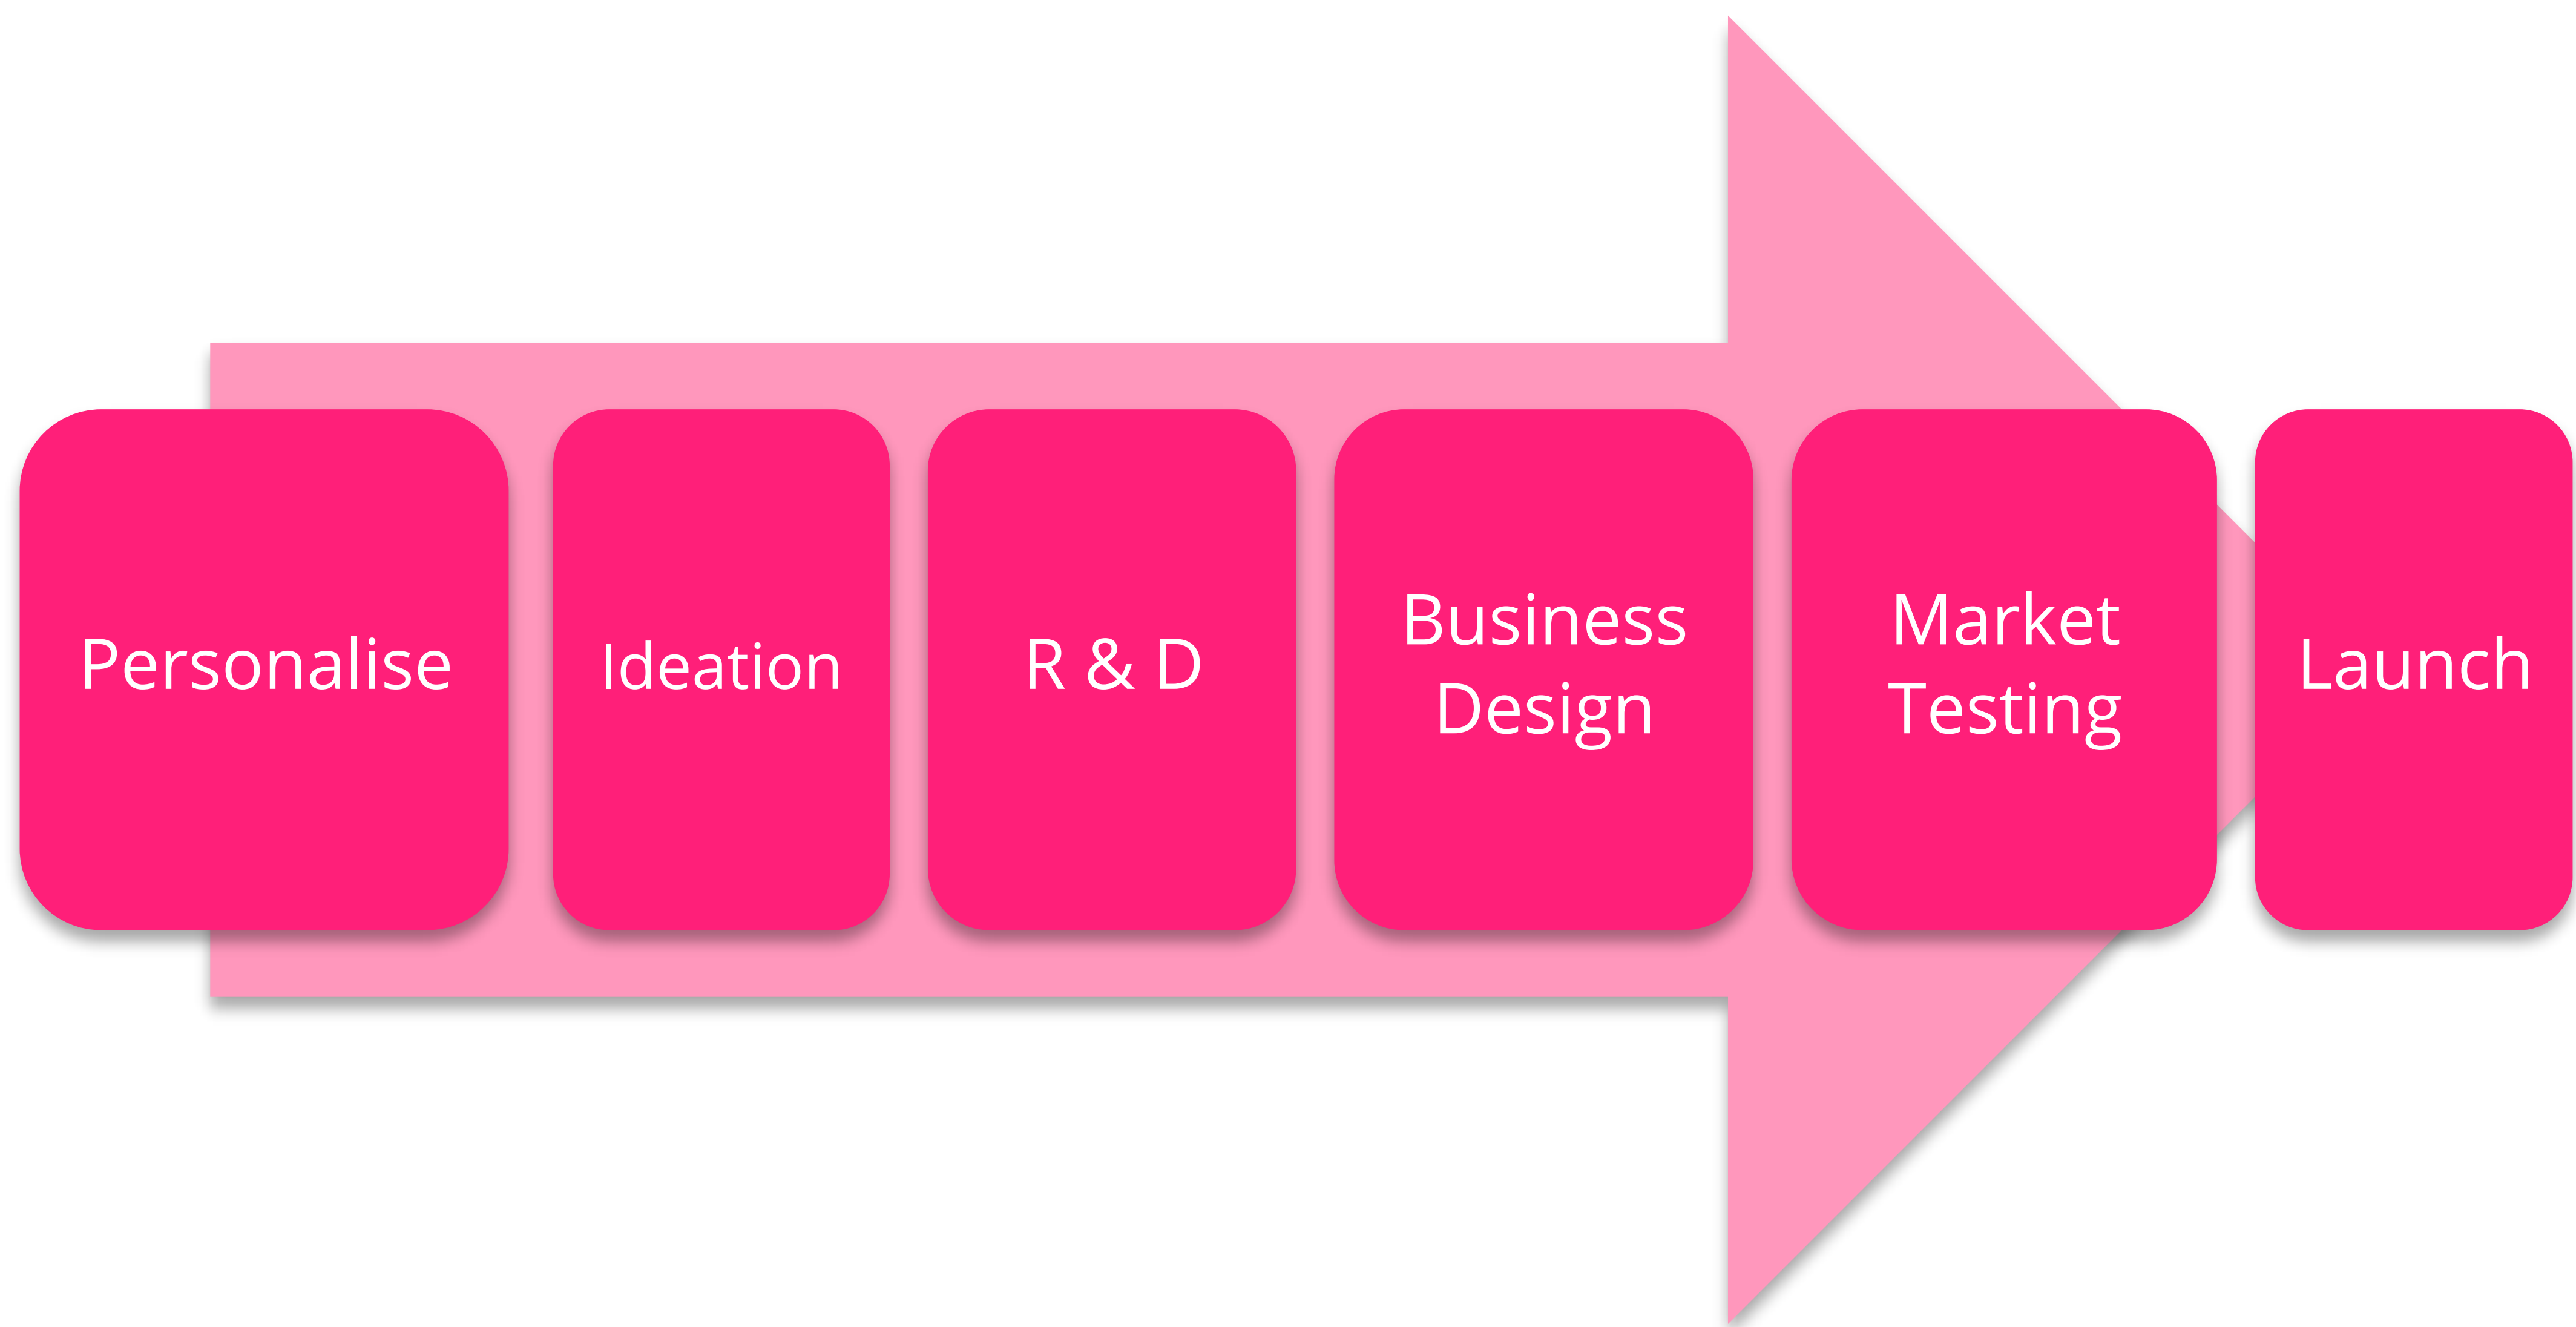 Personalise
Ideation
R & D
Business
Design
Market
Testing
Launch